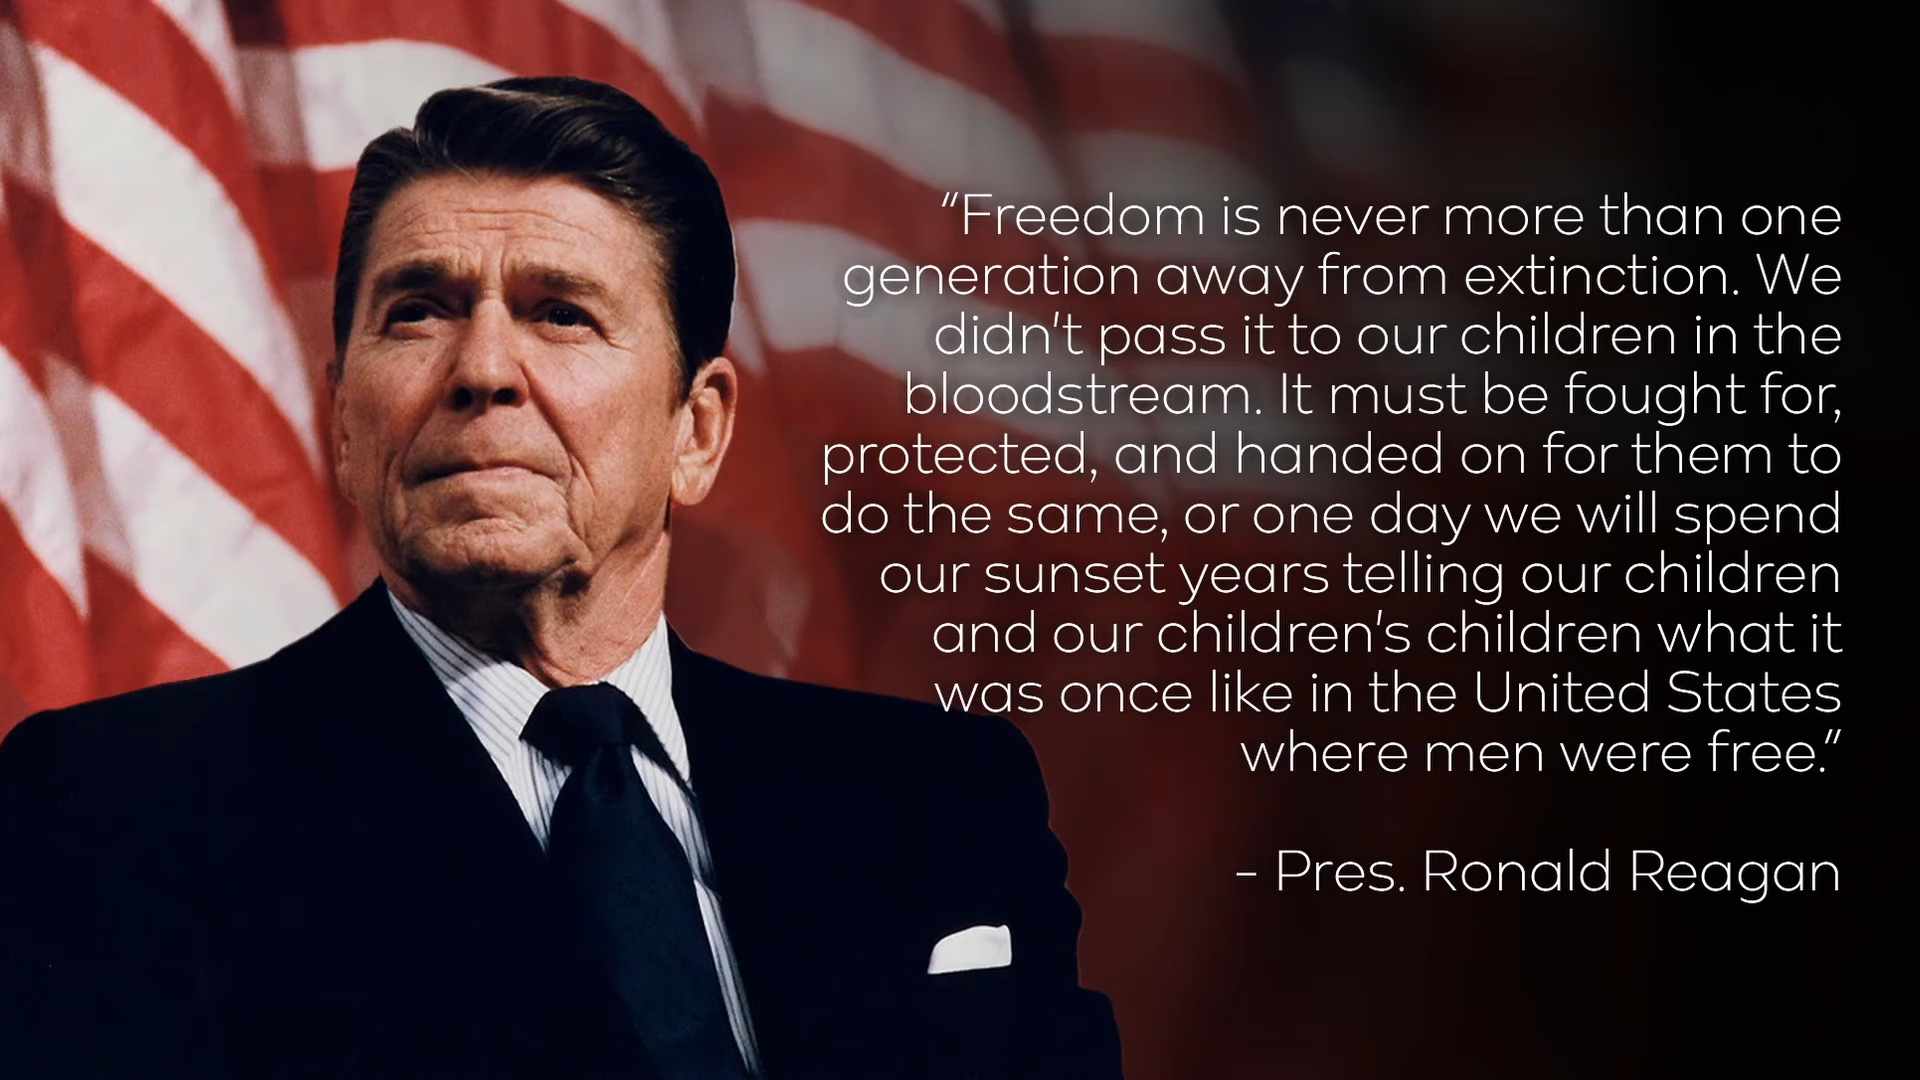 “Freedom is never more than one
generation away from extinction. We
didn't pass it to our children in the
bloodstream. It must be fought for,
protected, and handed on for them to
do the same, or one day we will spend
our sunset years telling our children
and our children's children what it
was once like in the United States
where men were free.”
- Pres. Ronald Reagan